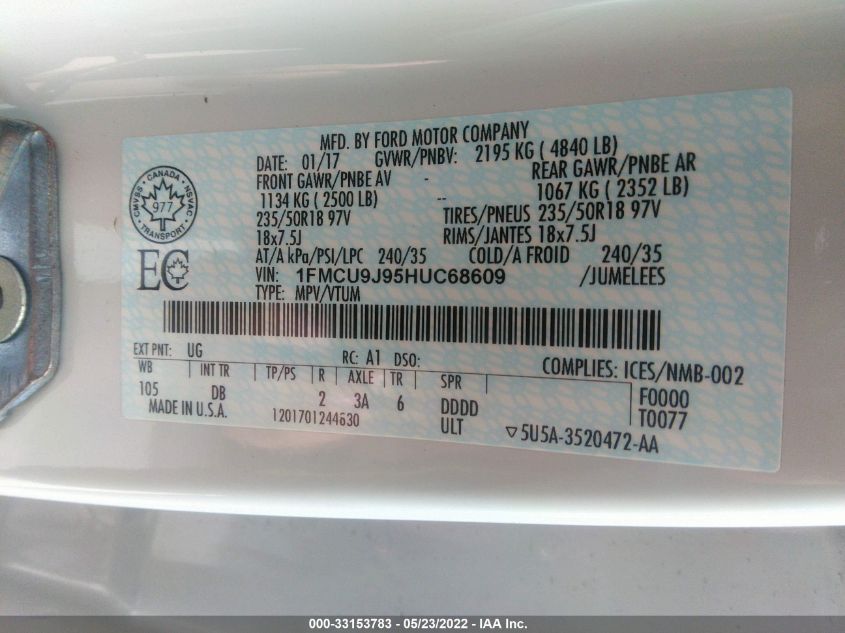 MFD. BY FORD MOTOR COMPANY
DATE: 01/17 GVWR/PNBV: 2195 KG ( 4840 LB)
FRONT GAWR/PNBE AV - REAR GAWR/PNBE AR
1134 KG ( 2500 LB) -- 1067 KG ( 2352 LB)
235/50R18 97V TIRES/PNEUS 235/50R18 97V
18x7.5J RIMS/JANTES 18x7.5J
AT/A kPa/PSI/LPC 240/35 COLD/A FROID 240/35
VIN: 1FMCU9J95HUC68609 /JUMELEES
TYPE: MPV/VTUM
CMVSS · CANADA · NSVAC
977
TRANSPORT
EC
EXT PNT: UG RC: A1 DSO: COMPLIES: ICES/NMB-002
WB INT TR TP/PS R AXLE TR SPR F0000
105 DB 2 3A 6 DDDD T0077
MADE IN U.S.A. 1201701244630 ULT 5U5A-3520472-AA
000-33153783 - 05/23/2022 - IAA Inc.